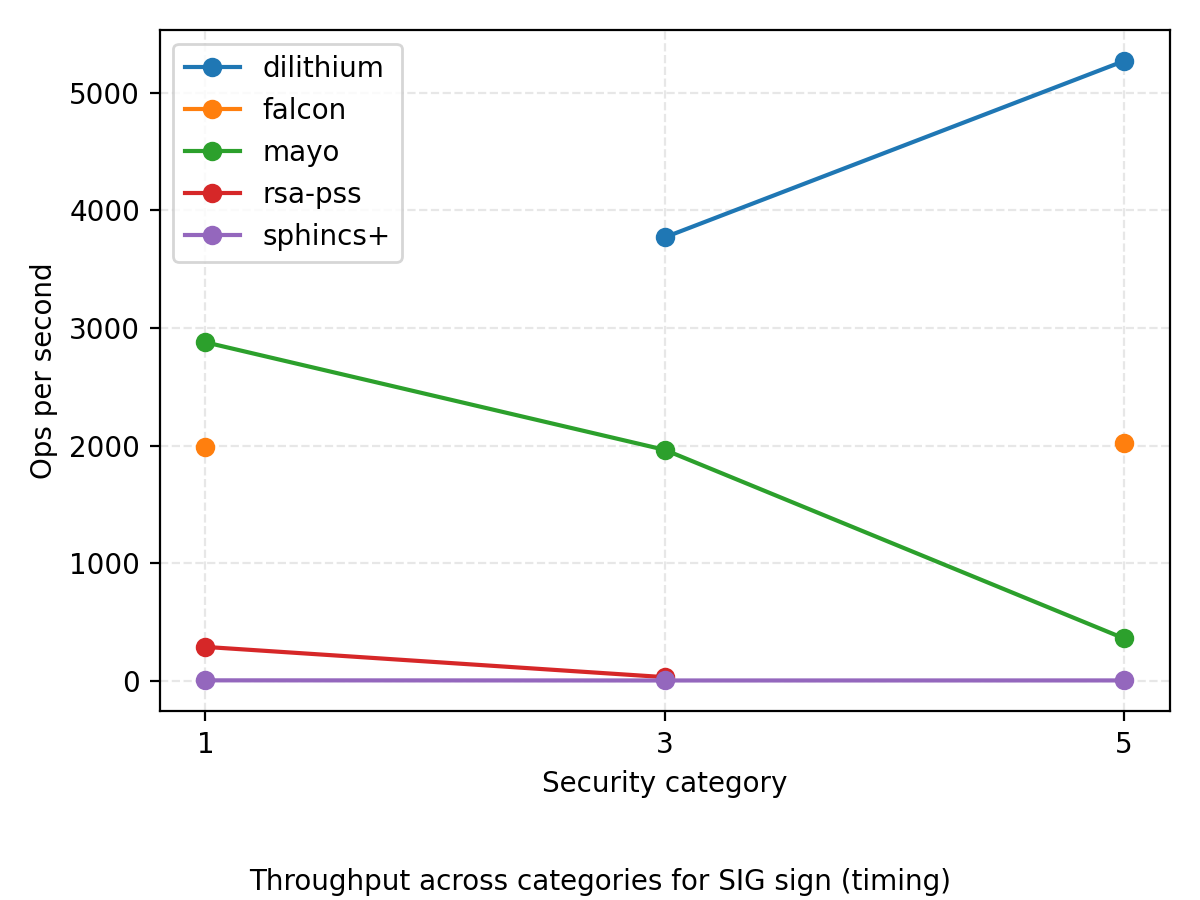 dilithium
falcon
mayo
rsa-pss
sphincs+
5000
4000
3000
2000
1000
0
Ops per second
1 3 5
Security category
Throughput across categories for SIG sign (timing)